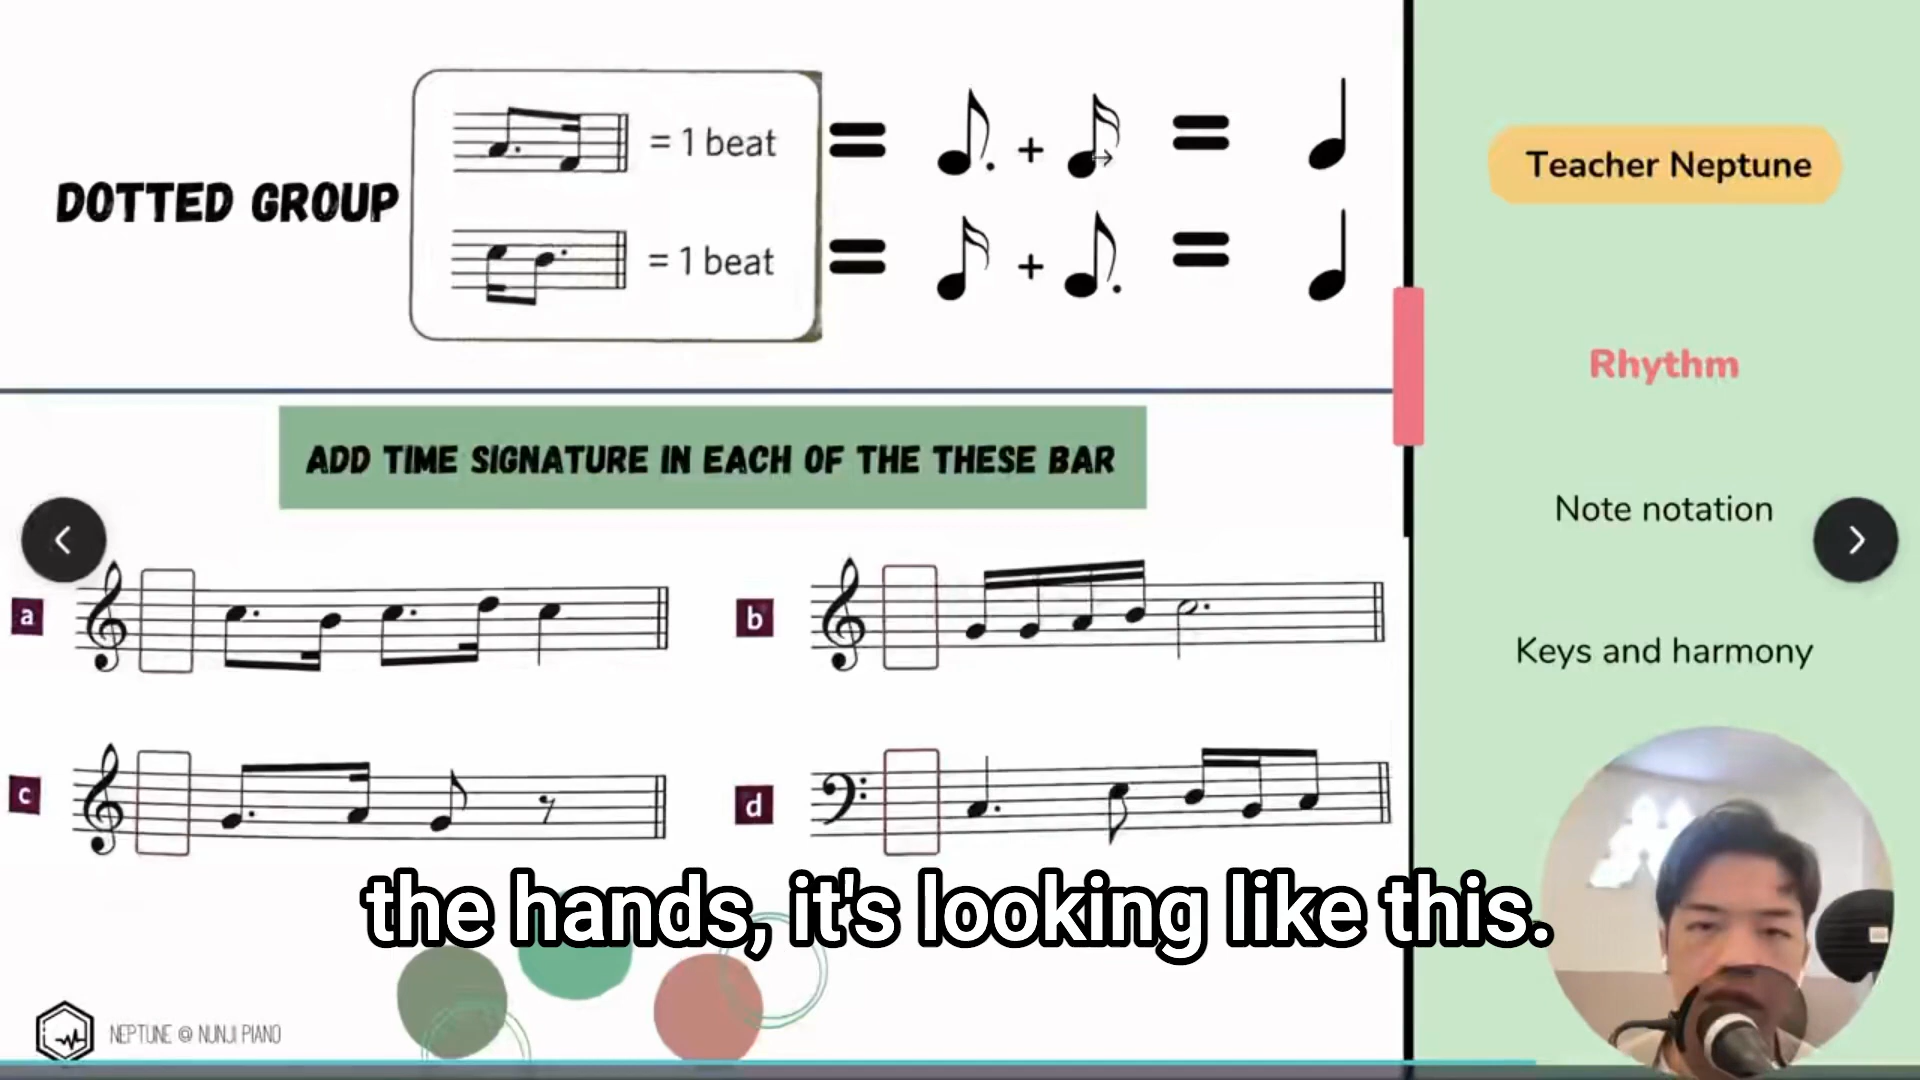 DOTTED GROUP
= 1 beat
= 1 beat
= + =
= + =
ADD TIME SIGNATURE IN EACH OF THE THESE BAR
a
b
c
d
the hands, it's looking like this.
NEPTUNE @ NUNJI PIANO
Teacher Neptune
Rhythm
Note notation
Keys and harmony